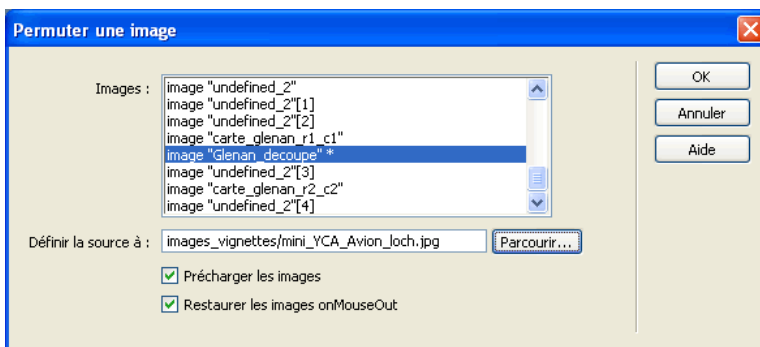 Permuter une image
Images :
image "undefined_2"
image "undefined_2"[1]
image "undefined_2"[2]
image "carte_glenan_r1_c1"
image "Glenan_decoupe" *
image "undefined_2"[3]
image "carte_glenan_r2_c2"
image "undefined_2"[4]
OK
Annuler
Aide
Définir la source à : images_vignettes/mini_YCA_Avion_loch.jpg Parcourir...
Précharger les images
Restaurer les images onMouseOut